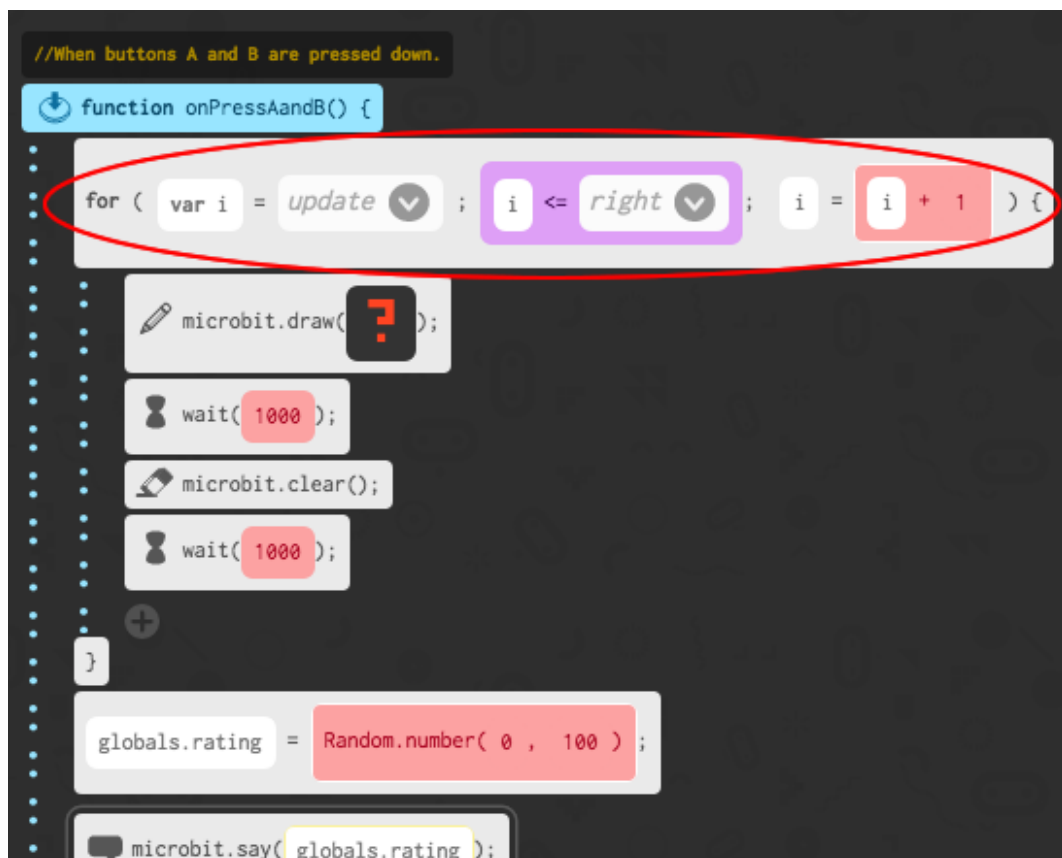 //When buttons A and B are pressed down.
function onPressAandB() {
for ( var i = update ; i <= right ; i = i + 1 ) {
microbit.draw( ? );
wait( 1000 );
microbit.clear();
wait( 1000 );
}
globals.rating = Random.number( 0 , 100 ) ;
microbit.say( globals.rating );